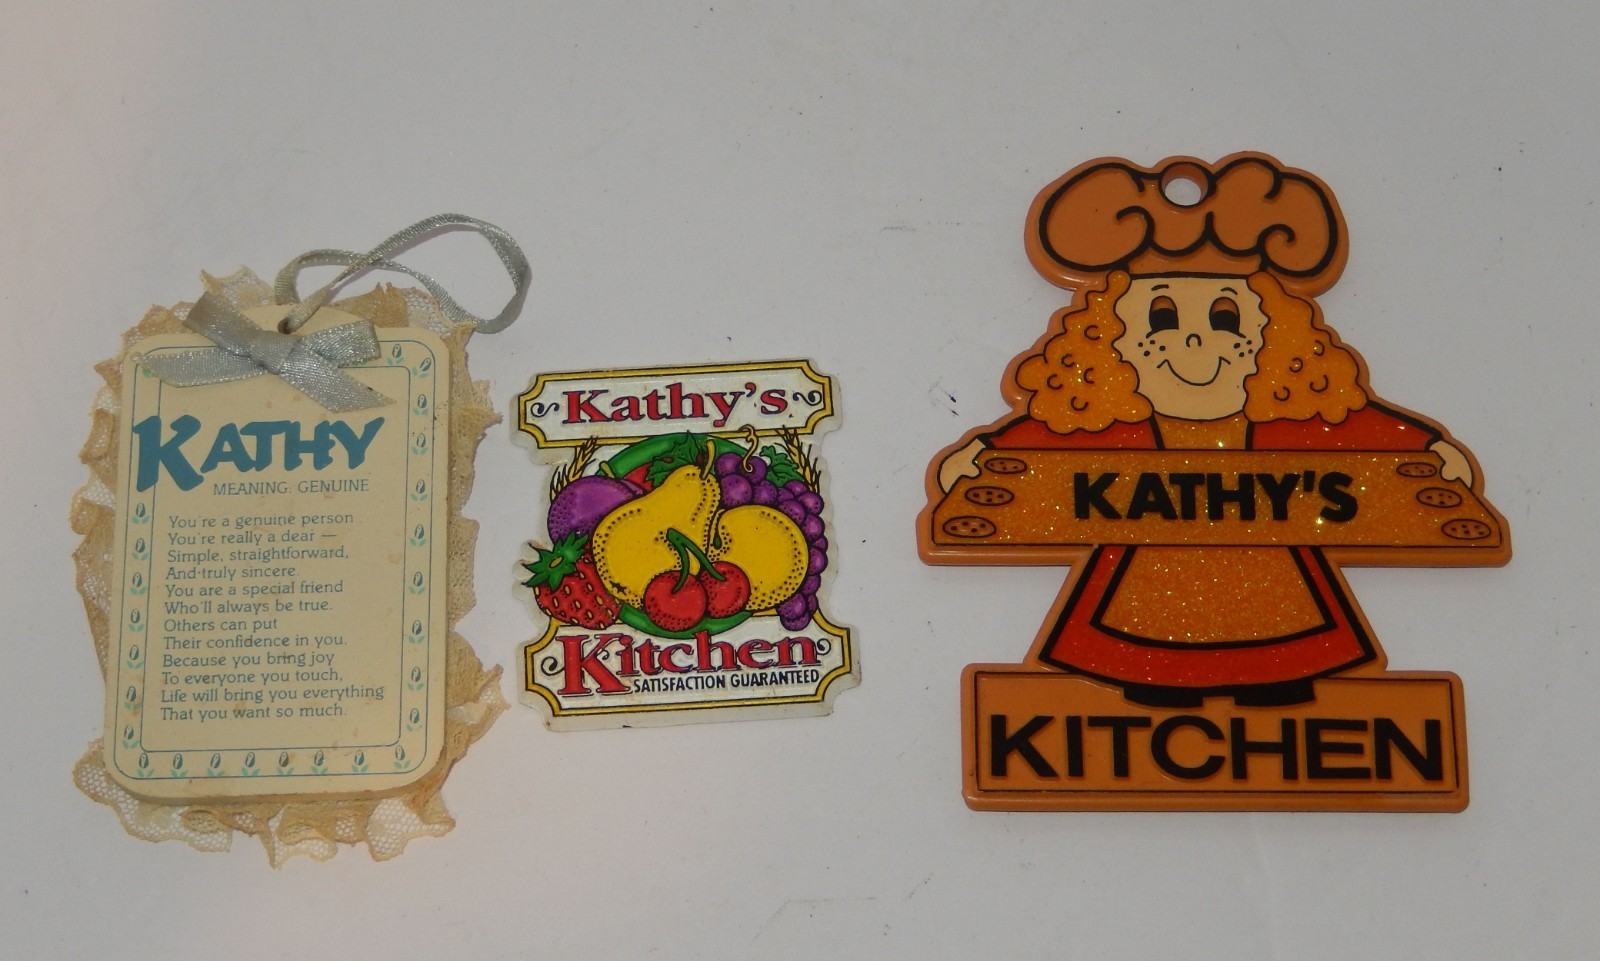 KATHY
MEANING: GENUINE
You're a genuine person
You're really a dear —
Simple, straightforward,
And truly sincere.
You are a special friend
Who'll always be true.
Others can put
Their confidence in you.
Because you bring joy
To everyone you touch,
Life will bring you everything
That you want so much.
Kathy's
Kitchen
SATISFACTION GUARANTEED
KATHY'S
KITCHEN